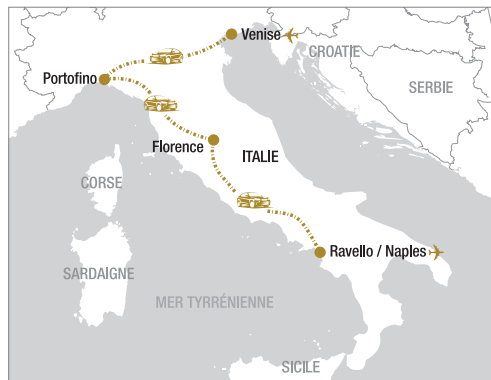 Venise
CROATIE
Portofino
SERBIE
Florence
ITALIE
CORSE
Ravello / Naples
SARDAIGNE
MER TYRRÉNIENNE
SICILE